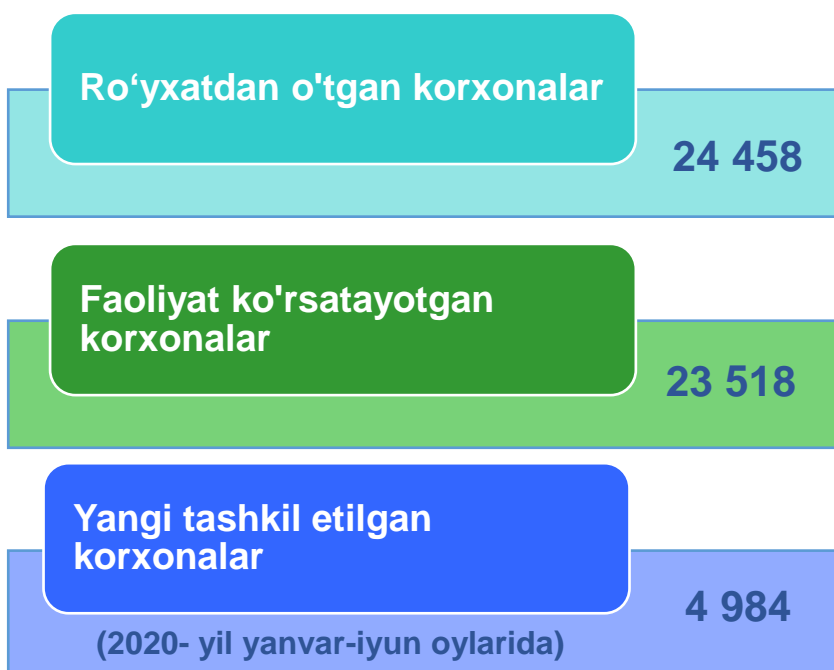 Ro‘yxatdan o'tgan korxonalar
24 458
Faoliyat ko'rsatayotgan
korxonalar
23 518
Yangi tashkil etilgan
korxonalar
4 984
(2020- yil yanvar-iyun oylarida)